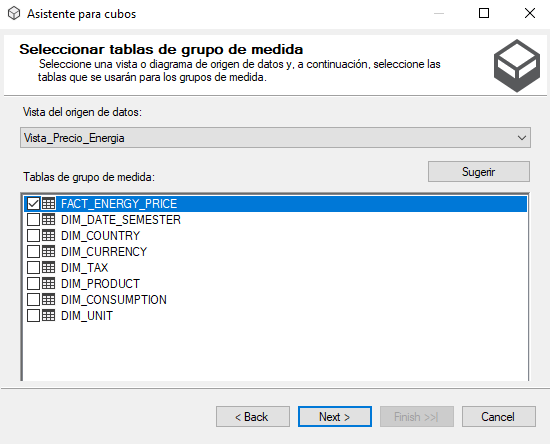 Asistente para cubos
Seleccionar tablas de grupo de medida
Seleccione una vista o diagrama de origen de datos y, a continuación, seleccione las
tablas que se usarán para los grupos de medida.
Vista del origen de datos:
Vista_Precio_Energia
Sugerir
Tablas de grupo de medida:
FACT_ENERGY_PRICE
DIM_DATE_SEMESTER
DIM_COUNTRY
DIM_CURRENCY
DIM_TAX
DIM_PRODUCT
DIM_CONSUMPTION
DIM_UNIT
< Back
Next >
Finish >>|
Cancel